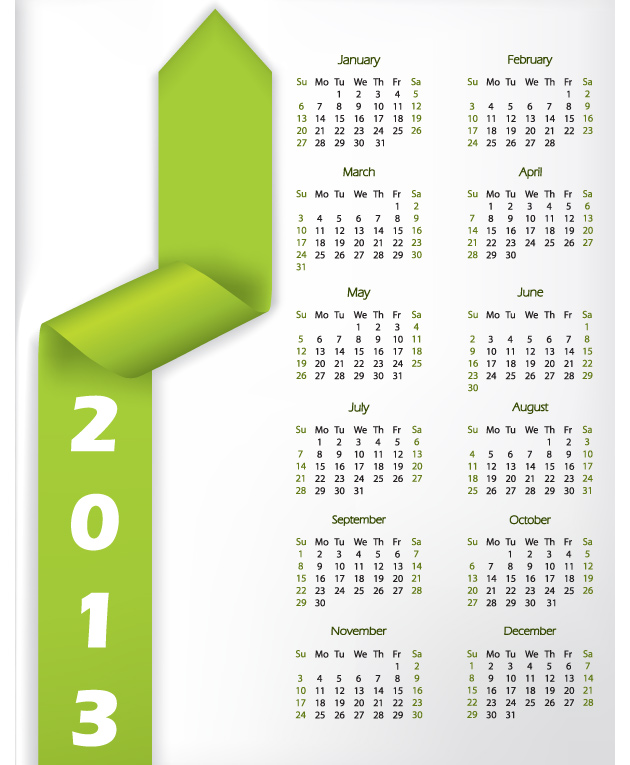 2
0
1
3
January
Su Mo Tu We Th Fr Sa
1 2 3 4 5
6 7 8 9 10 11 12
13 14 15 16 17 18 19
20 21 22 23 24 25 26
27 28 29 30 31
February
Su Mo Tu We Th Fr Sa
1 2
3 4 5 6 7 8 9
10 11 12 13 14 15 16
17 18 19 20 21 22 23
24 25 26 27 28
March
Su Mo Tu We Th Fr Sa
1 2
3 4 5 6 7 8 9
10 11 12 13 14 15 16
17 18 19 20 21 22 23
24 25 26 27 28 29 30
31
April
Su Mo Tu We Th Fr Sa
1 2 3 4 5 6
7 8 9 10 11 12 13
14 15 16 17 18 19 20
21 22 23 24 25 26 27
28 29 30
May
Su Mo Tu We Th Fr Sa
1 2 3 4
5 6 7 8 9 10 11
12 13 14 15 16 17 18
19 20 21 22 23 24 25
26 27 28 29 30 31
June
Su Mo Tu We Th Fr Sa
1
2 3 4 5 6 7 8
9 10 11 12 13 14 15
16 17 18 19 20 21 22
23 24 25 26 27 28 29
30
July
Su Mo Tu We Th Fr Sa
1 2 3 4 5 6
7 8 9 10 11 12 13
14 15 16 17 18 19 20
21 22 23 24 25 26 27
28 29 30 31
August
Su Mo Tu We Th Fr Sa
1 2 3
4 5 6 7 8 9 10
11 12 13 14 15 16 17
18 19 20 21 22 23 24
25 26 27 28 29 30 31
September
Su Mo Tu We Th Fr Sa
1 2 3 4 5 6 7
8 9 10 11 12 13 14
15 16 17 18 19 20 21
22 23 24 25 26 27 28
29 30
October
Su Mo Tu We Th Fr Sa
1 2 3 4 5
6 7 8 9 10 11 12
13 14 15 16 17 18 19
20 21 22 23 24 25 26
27 28 29 30 31
November
Su Mo Tu We Th Fr Sa
1 2
3 4 5 6 7 8 9
10 11 12 13 14 15 16
17 18 19 20 21 22 23
24 25 26 27 28 29 30
December
Su Mo Tu We Th Fr Sa
1 2 3 4 5 6 7
8 9 10 11 12 13 14
15 16 17 18 19 20 21
22 23 24 25 26 27 28
29 30 31